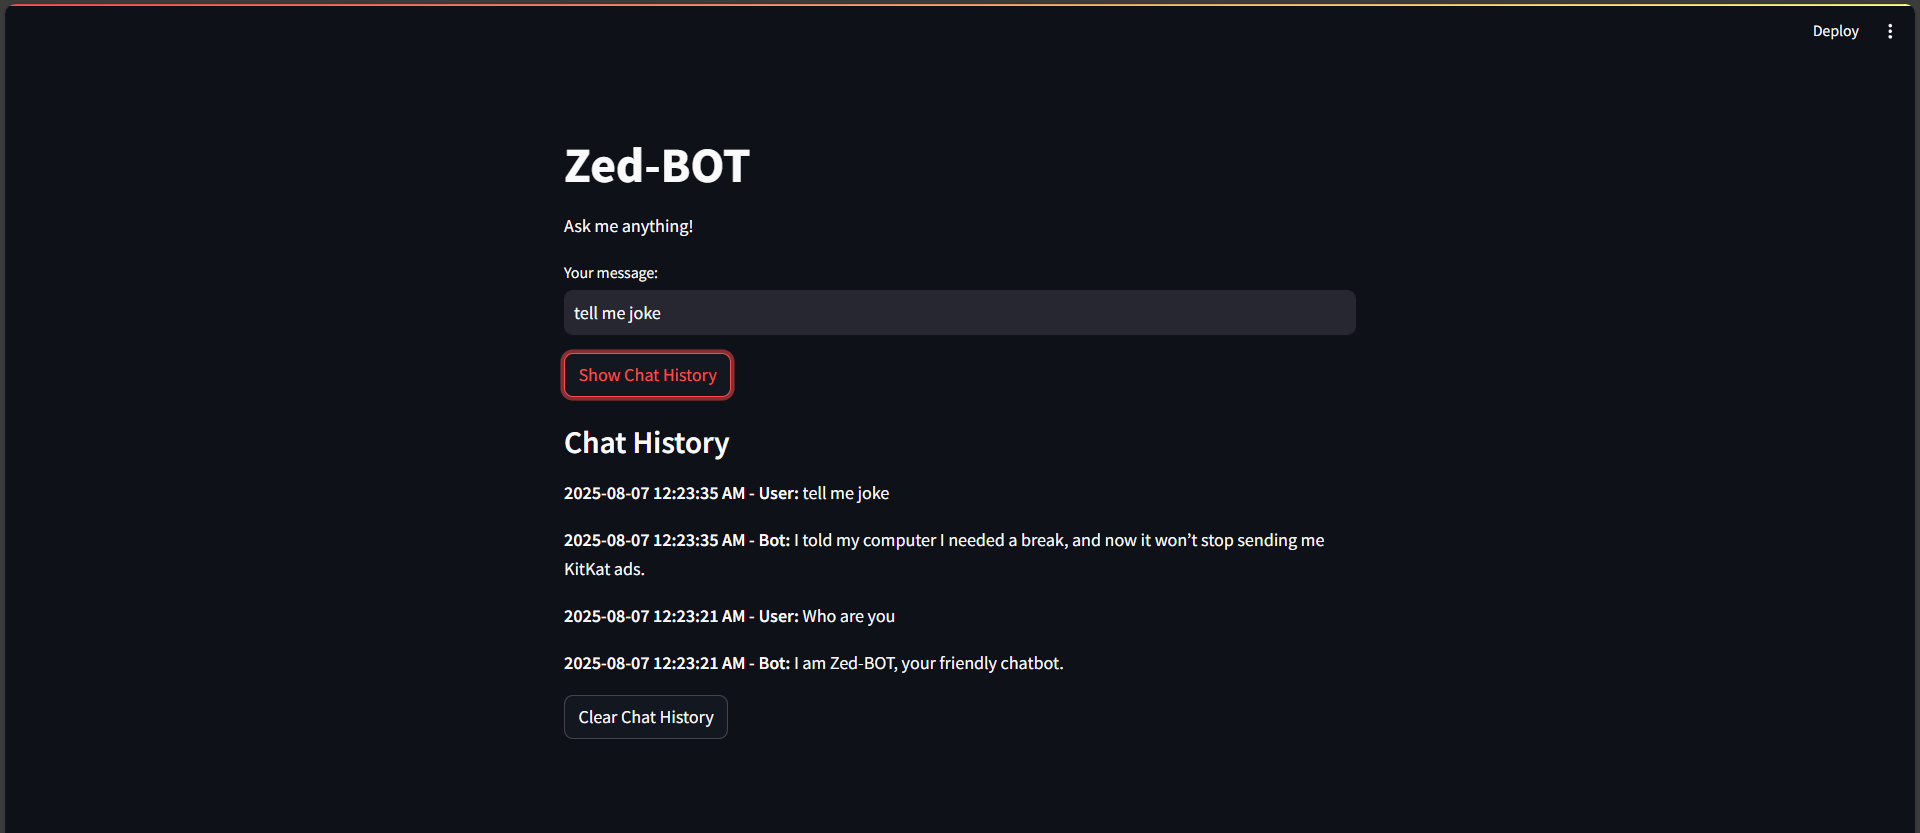 Deploy
Zed-BOT
Ask me anything!
Your message:
tell me joke
Show Chat History
Chat History
2025-08-07 12:23:35 AM - User: tell me joke
2025-08-07 12:23:35 AM - Bot: I told my computer I needed a break, and now it won’t stop sending me
KitKat ads.
2025-08-07 12:23:21 AM - User: Who are you
2025-08-07 12:23:21 AM - Bot: I am Zed-BOT, your friendly chatbot.
Clear Chat History